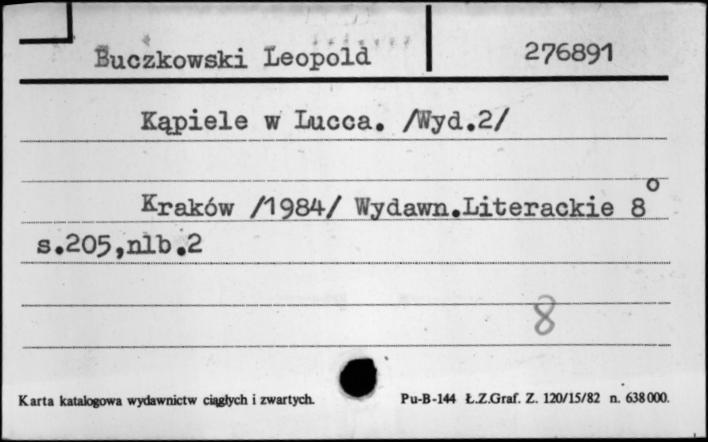 Buczkowski Leopold 276891
Kąpiele w Lucca. /Wyd.2/
Kraków /1984/ Wydawn.Literackie 8°
s.205,nlb.2
8
Karta katalogowa wydawnictw ciągłych i zwartych. Pu-B-144 Ł.Z.Graf. Z. 120/15/82 n. 638000.